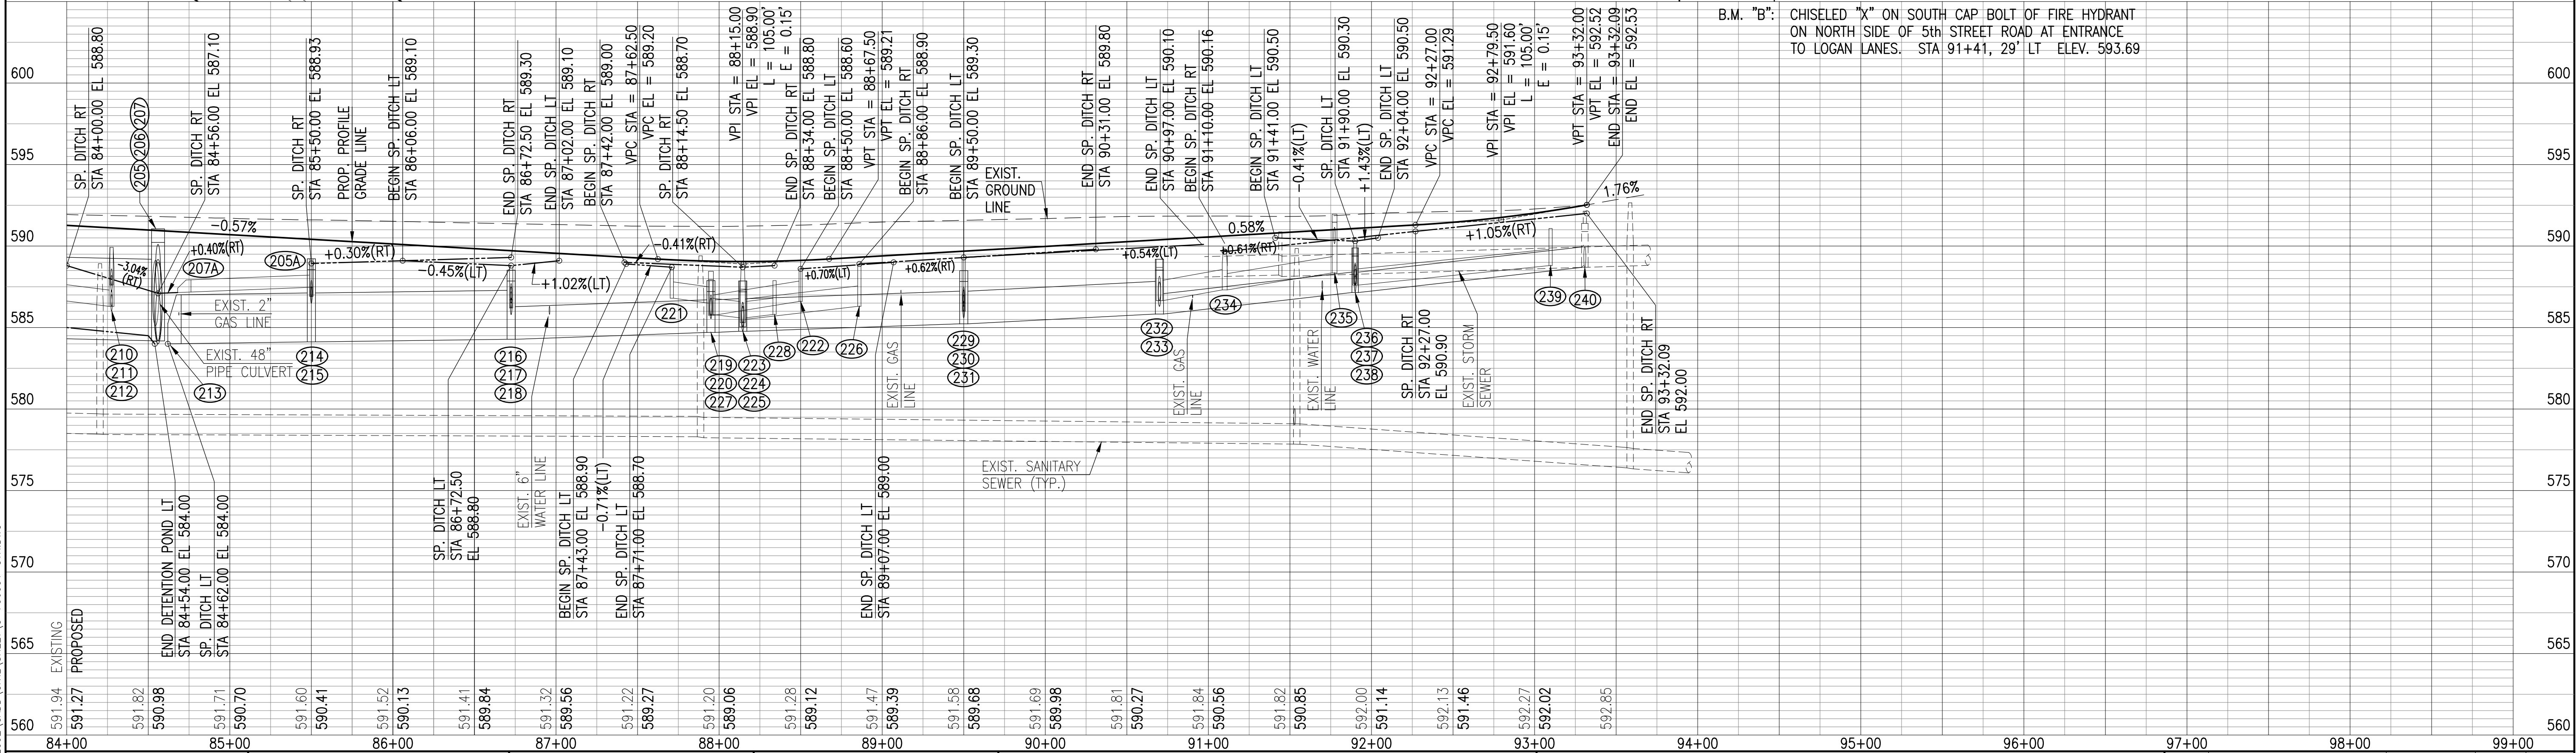 B.M. "B": CHISELED "X" ON SOUTH CAP BOLT OF FIRE HYDRANT
ON NORTH SIDE OF 5th STREET ROAD AT ENTRANCE
TO LOGAN LANES. STA 91+41, 29' LT ELEV. 593.69
600
595
590
585
580
575
570
565
560
600
595
590
585
580
575
570
565
560
SP. DITCH RT
STA 84+00.00 EL 588.80
205 206 207
SP. DITCH RT
STA 84+56.00 EL 587.10
SP. DITCH RT
STA 85+50.00 EL 588.93
PROP. PROFILE
GRADE LINE
BEGIN SP. DITCH LT
STA 86+06.00 EL 589.10
END SP. DITCH RT
STA 86+72.50 EL 589.30
END SP. DITCH LT
STA 87+02.00 EL 589.10
BEGIN SP. DITCH RT
STA 87+42.00 EL 589.00
VPC STA = 87+62.50
VPC EL = 589.20
SP. DITCH RT
STA 88+14.50 EL 588.70
VPI STA = 88+15.00
VPI EL = 588.90
L = 105.00'
E = 0.15'
END SP. DITCH RT
STA 88+34.00 EL 588.80
BEGIN SP. DITCH LT
STA 88+50.00 EL 588.60
VPT STA = 88+67.50
VPT EL = 589.21
BEGIN SP. DITCH RT
STA 88+86.00 EL 588.90
BEGIN SP. DITCH LT
STA 89+50.00 EL 589.30
EXIST.
GROUND
LINE
END SP. DITCH RT
STA 90+31.00 EL 589.80
END SP. DITCH LT
STA 90+97.00 EL 590.10
BEGIN SP. DITCH RT
STA 91+10.00 EL 590.16
BEGIN SP. DITCH LT
STA 91+41.00 EL 590.50
-0.41%(LT)
SP. DITCH LT
STA 91+90.00 EL 590.30
+1.43%(LT)
END SP. DITCH LT
STA 92+04.00 EL 590.50
VPC STA = 92+27.00
VPC EL = 591.29
VPI STA = 92+79.50
VPI EL = 591.60
L = 105.00'
E = 0.15'
VPT STA = 93+32.00
VPT EL = 592.52
END STA = 93+32.09
END EL = 592.53
-0.57%
0.58%
1.76%
-3.04%
(RT)
+0.40%(RT)
207A
205A
+0.30%(RT)
-0.45%(LT)
+1.02%(LT)
-0.41%(RT)
+0.70%(LT)
+0.62%(RT)
+0.54%(LT)
+0.61%(RT)
+1.05%(RT)
EXIST. 2"
GAS LINE
EXIST. 48"
PIPE CULVERT
210
211
212
213
214
215
216
217
218
221
219
220
227
223
224
225
228
222
226
229
230
231
232
233
234
235
236
237
238
239
240
EXIST. GAS
LINE
EXIST. GAS
LINE
EXIST. WATER
LINE
SP. DITCH RT
STA 92+27.00
EL 590.90
EXIST. STORM
SEWER
END SP. DITCH RT
STA 93+32.09
EL 592.00
EXIST. SANITARY
SEWER (TYP.)
END DETENTION POND LT
STA 84+54.00 EL 584.00
SP. DITCH LT
STA 84+62.00 EL 584.00
SP. DITCH LT
STA 86+72.50
EL 588.80
EXIST. 6"
WATER LINE
BEGIN SP. DITCH LT
STA 87+43.00 EL 588.90
-0.71%(LT)
END SP. DITCH LT
STA 87+71.00 EL 588.70
END SP. DITCH LT
STA 89+07.00 EL 589.00
EXISTING
PROPOSED
591.94
591.27
591.82
590.98
591.71
590.70
591.60
590.41
591.52
590.13
591.41
589.84
591.32
589.56
591.22
589.27
591.20
589.06
591.28
589.12
591.47
589.39
591.58
589.68
591.69
589.98
591.81
590.27
591.84
590.56
591.82
590.85
592.00
591.14
592.13
591.46
592.27
592.02
592.85
84+00 85+00 86+00 87+00 88+00 89+00 90+00 91+00 92+00 93+00 94+00 95+00 96+00 97+00 98+00 99+00